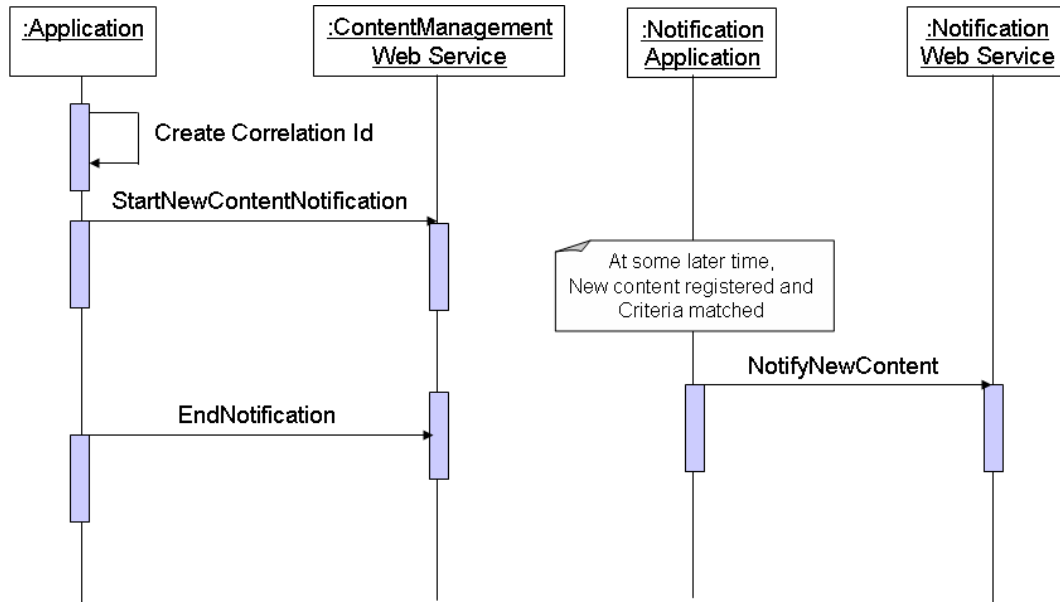 :Application
:ContentManagement
Web Service
:Notification
Application
:Notification
Web Service
Create Correlation Id
StartNewContentNotification
At some later time,
New content registered and
Criteria matched
NotifyNewContent
EndNotification